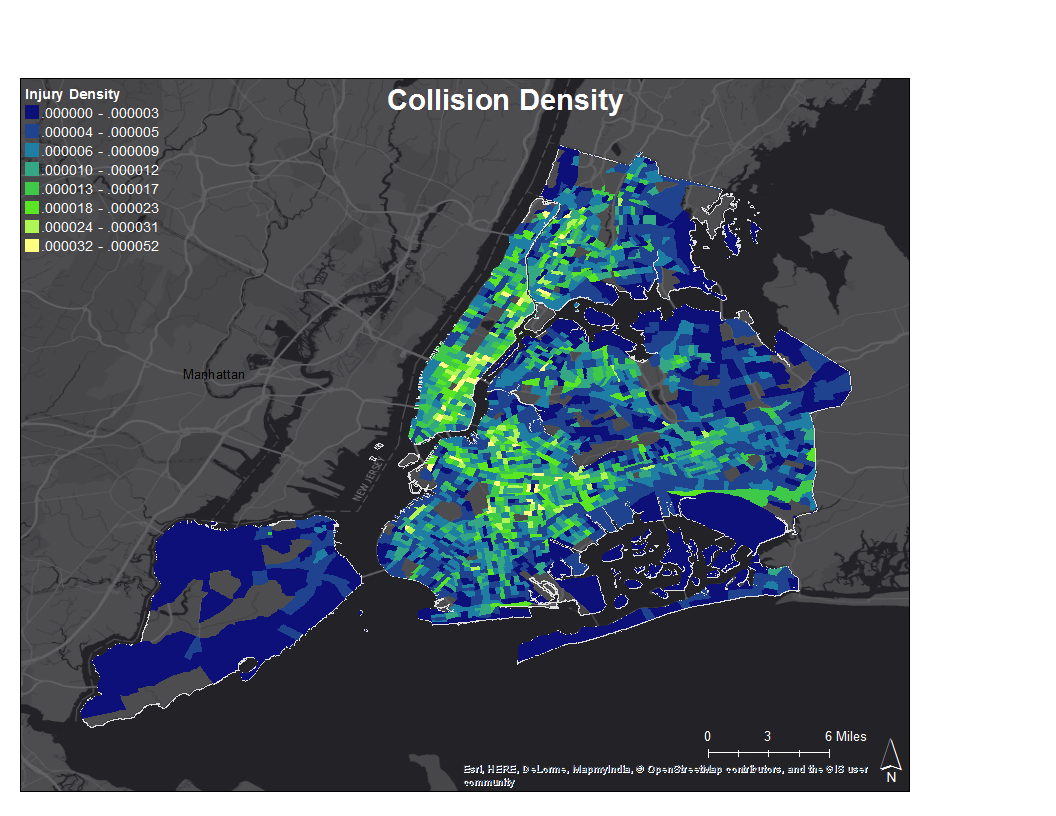 Collision Density
Injury Density
.000000 - .000003
.000004 - .000005
.000006 - .000009
.000010 - .000012
.000013 - .000017
.000018 - .000023
.000024 - .000031
.000032 - .000052
Manhattan
NEW JERSEY
0 3 6 Miles
Esri, HERE, DeLorme, MapmyIndia, © OpenStreetMap contributors, and the GIS user
community
N